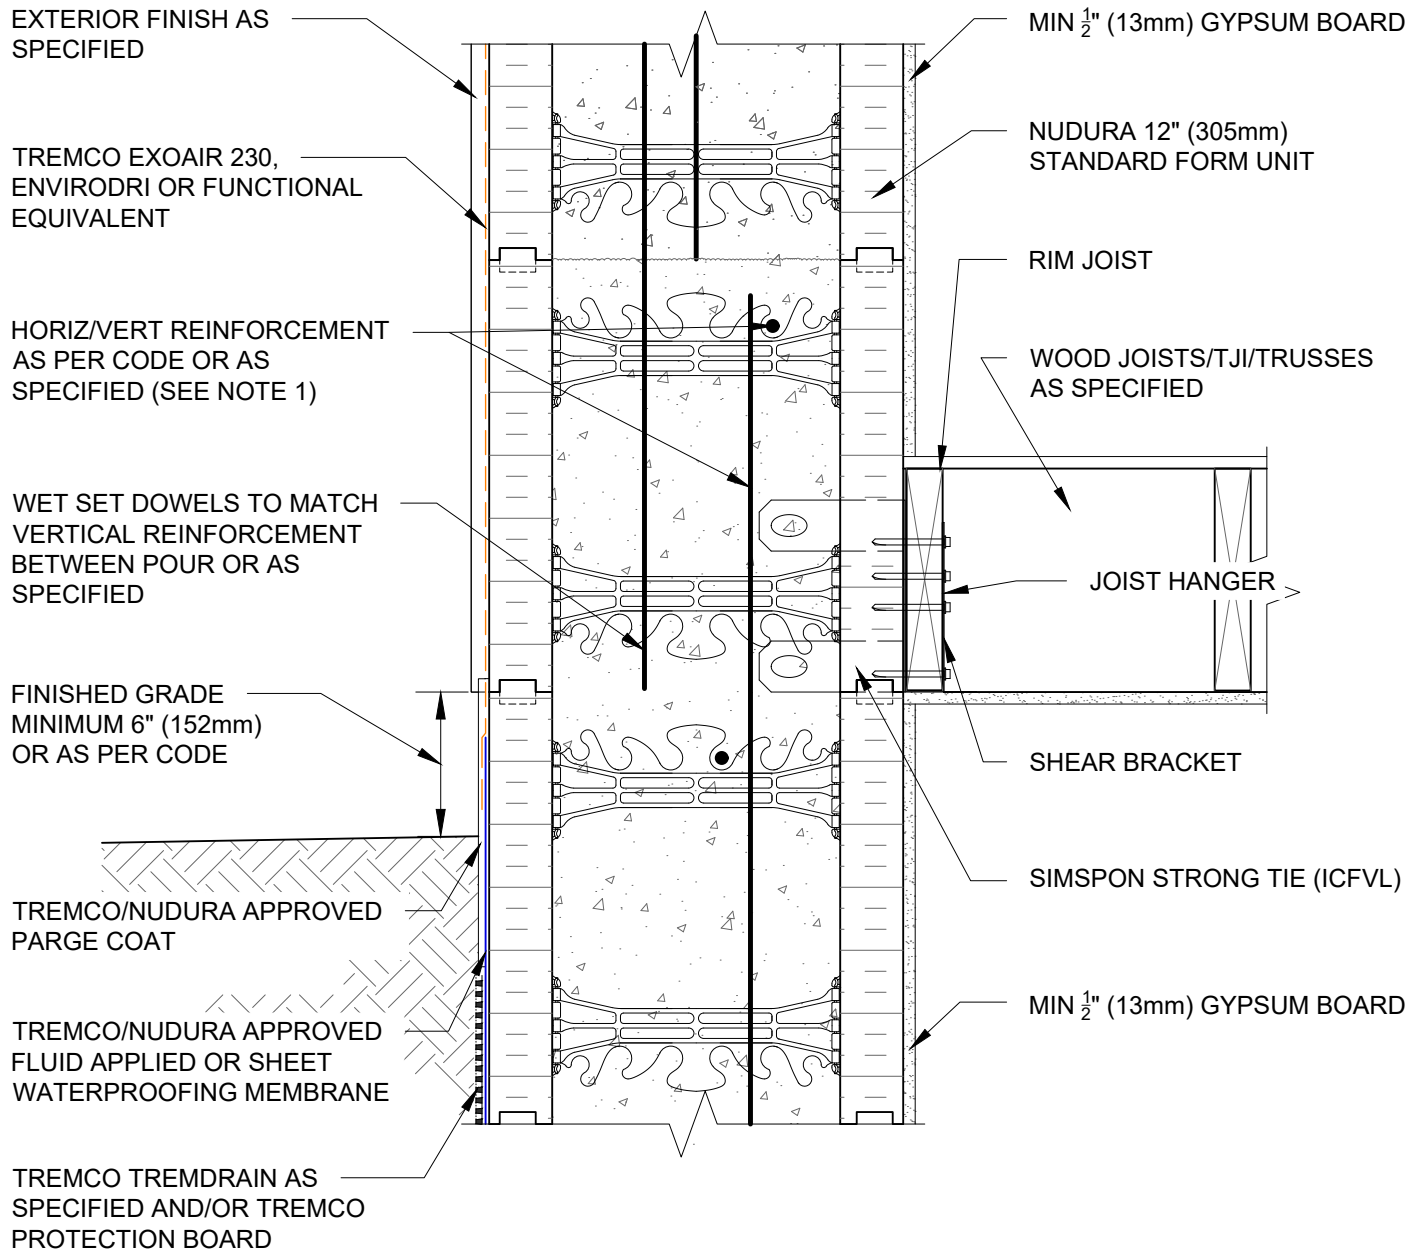 EXTERIOR FINISH AS
SPECIFIED
TREMCO EXOAIR 230,
ENVIRODRI OR FUNCTIONAL
EQUIVALENT
HORIZ/VERT REINFORCEMENT
AS PER CODE OR AS
SPECIFIED (SEE NOTE 1)
WET SET DOWELS TO MATCH
VERTICAL REINFORCEMENT
BETWEEN POUR OR AS
SPECIFIED
FINISHED GRADE
MINIMUM 6" (152mm)
OR AS PER CODE
TREMCO/NUDURA APPROVED
PARGE COAT
TREMCO/NUDURA APPROVED
FLUID APPLIED OR SHEET
WATERPROOFING MEMBRANE
TREMCO TREMDRAIN AS
SPECIFIED AND/OR TREMCO
PROTECTION BOARD
MIN 1/2" (13mm) GYPSUM BOARD
NUDURA 12" (305mm)
STANDARD FORM UNIT
RIM JOIST
WOOD JOISTS/TJI/TRUSSES
AS SPECIFIED
JOIST HANGER
SHEAR BRACKET
SIMSPON STRONG TIE (ICFVL)
MIN 1/2" (13mm) GYPSUM BOARD